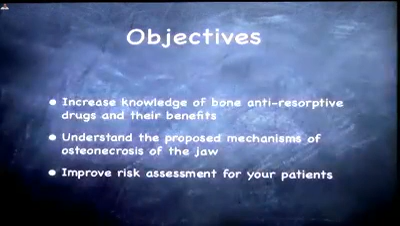 Objectives
Increase knowledge of bone anti-resorptive
drugs and their benefits
Understand the proposed mechanisms of
osteonecrosis of the jaw
Improve risk assessment for your patients